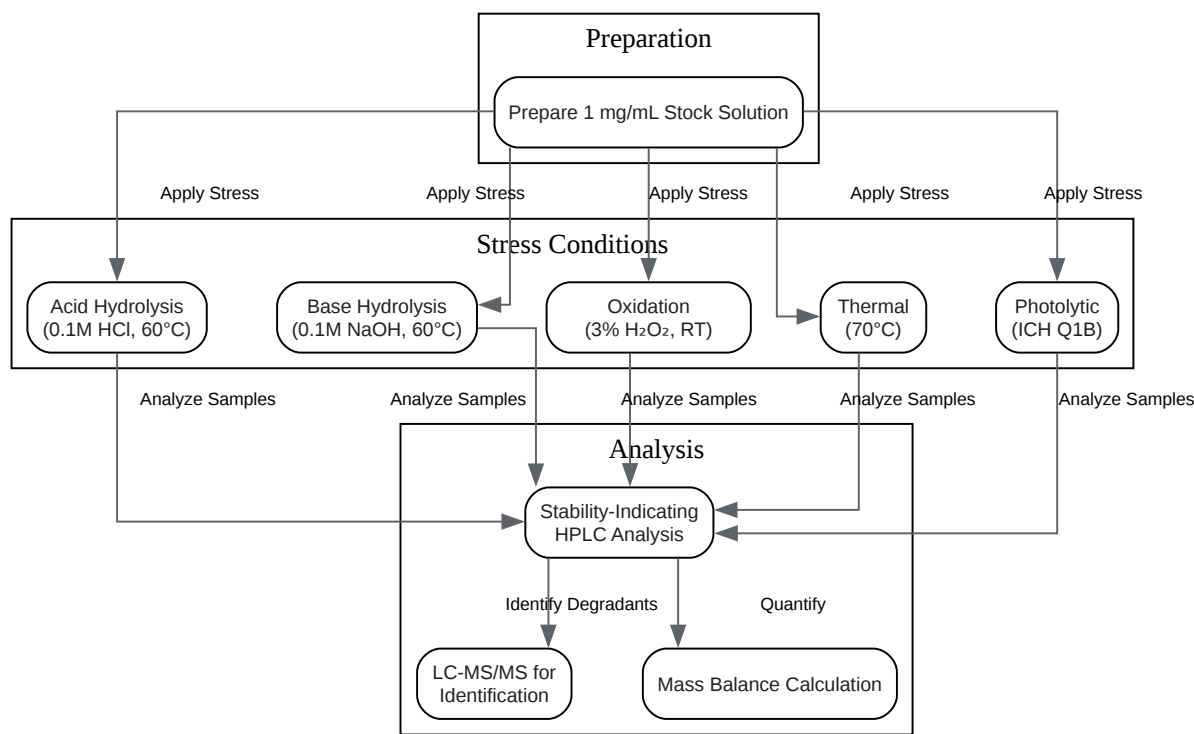 Preparation
Prepare 1 mg/mL Stock Solution
Apply Stress
Apply Stress
Apply Stress
Apply Stress
Apply Stress
Stress Conditions
Acid Hydrolysis
(0.1M HCl, 60°C)
Base Hydrolysis
(0.1M NaOH, 60°C)
Oxidation
(3% H₂O₂, RT)
Thermal
(70°C)
Photolytic
(ICH Q1B)
Analyze Samples
Analyze Samples
Analyze Samples
Analyze Samples
Analyze Samples
Analysis
Stability-Indicating
HPLC Analysis
Identify Degradants
Quantify
LC-MS/MS for
Identification
Mass Balance Calculation